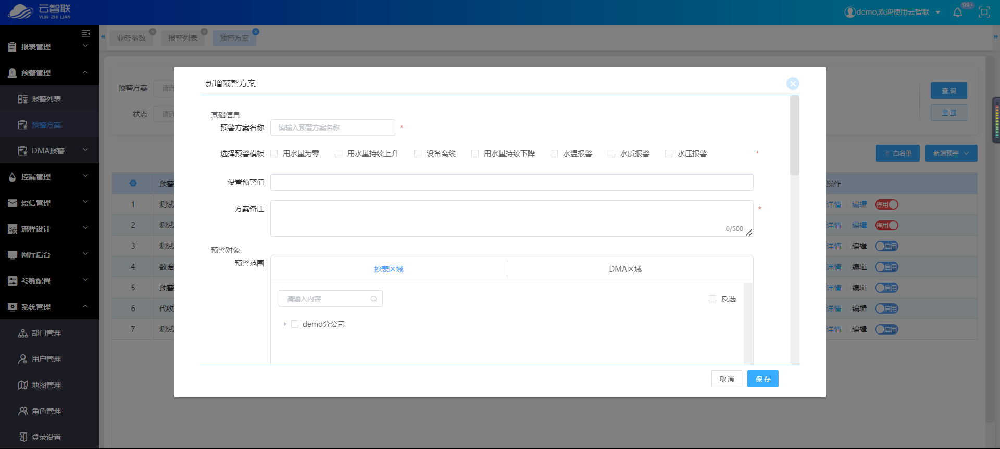 云智联
YUN ZHI LIAN
demo,欢迎使用云智联
99+
报表管理
预警管理
报警列表
预警方案
DMA报警
控漏管理
短信管理
流程设计
网厅后台
参数配置
系统管理
部门管理
用户管理
地图管理
角色管理
登录设置
业务参数
报警列表
预警方案
预警方案
请选
状态
请选
查询
重置
+ 白名单
新增预警
预警
操作
1
测试
详情
编辑
停用
2
测试
详情
编辑
停用
3
测试
详情
编辑
启用
4
数据
详情
编辑
启用
5
预警
详情
编辑
启用
6
代收
详情
编辑
启用
7
测试
详情
编辑
启用
新增预警方案
基础信息
预警方案名称
请输入预警方案名称
*
选择预警模板
用水量为零
用水量持续上升
设备离线
用水量持续下降
水温报警
水质报警
水压报警
*
设置预警值
方案备注
0/500
*
预警对象
预警范围
抄表区域
DMA区域
请输入内容
反选
demo分公司
取消
保存